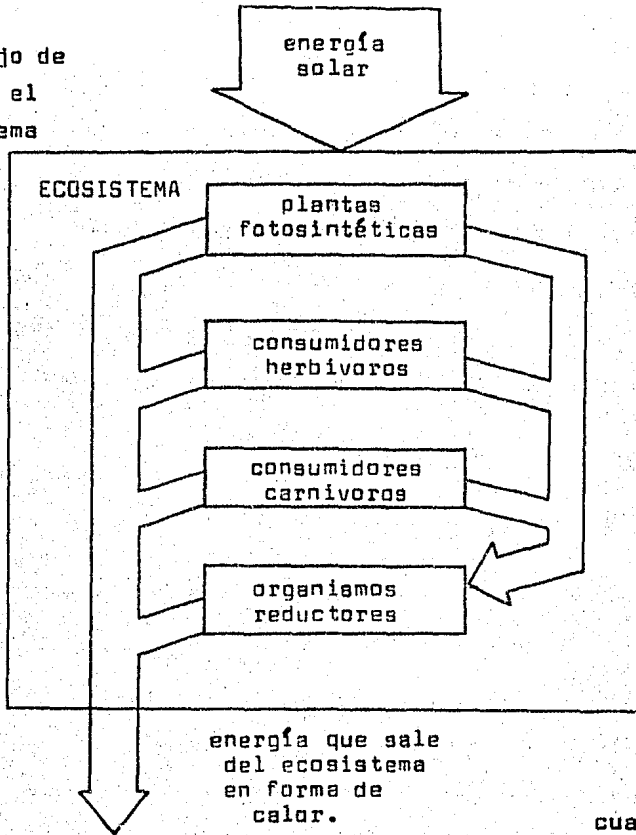 jo de
el
ema
energía
solar
ECOSISTEMA
plantas
fotosintéticas
consumidores
herbívoros
consumidores
carnívoros
organismos
reductores
energía que sale
del ecosistema
en forma de
calor.
cua